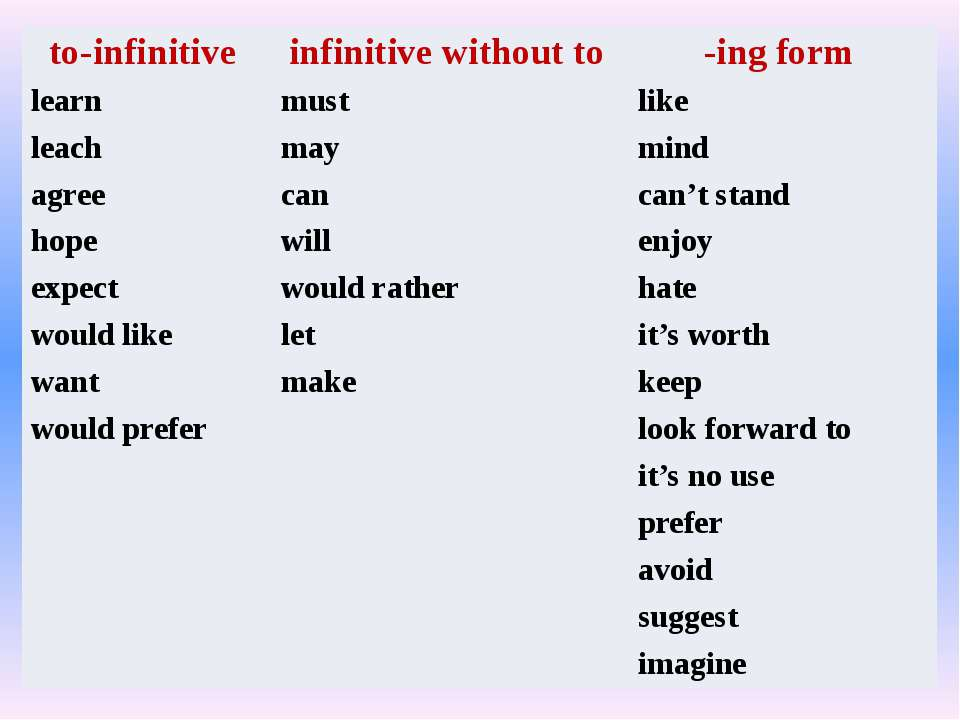 to-infinitive infinitive without to -ing form
learn must like
leach may mind
agree can can’t stand
hope will enjoy
expect would rather hate
would like let it’s worth
want make keep
would prefer look forward to
it’s no use
prefer
avoid
suggest
imagine